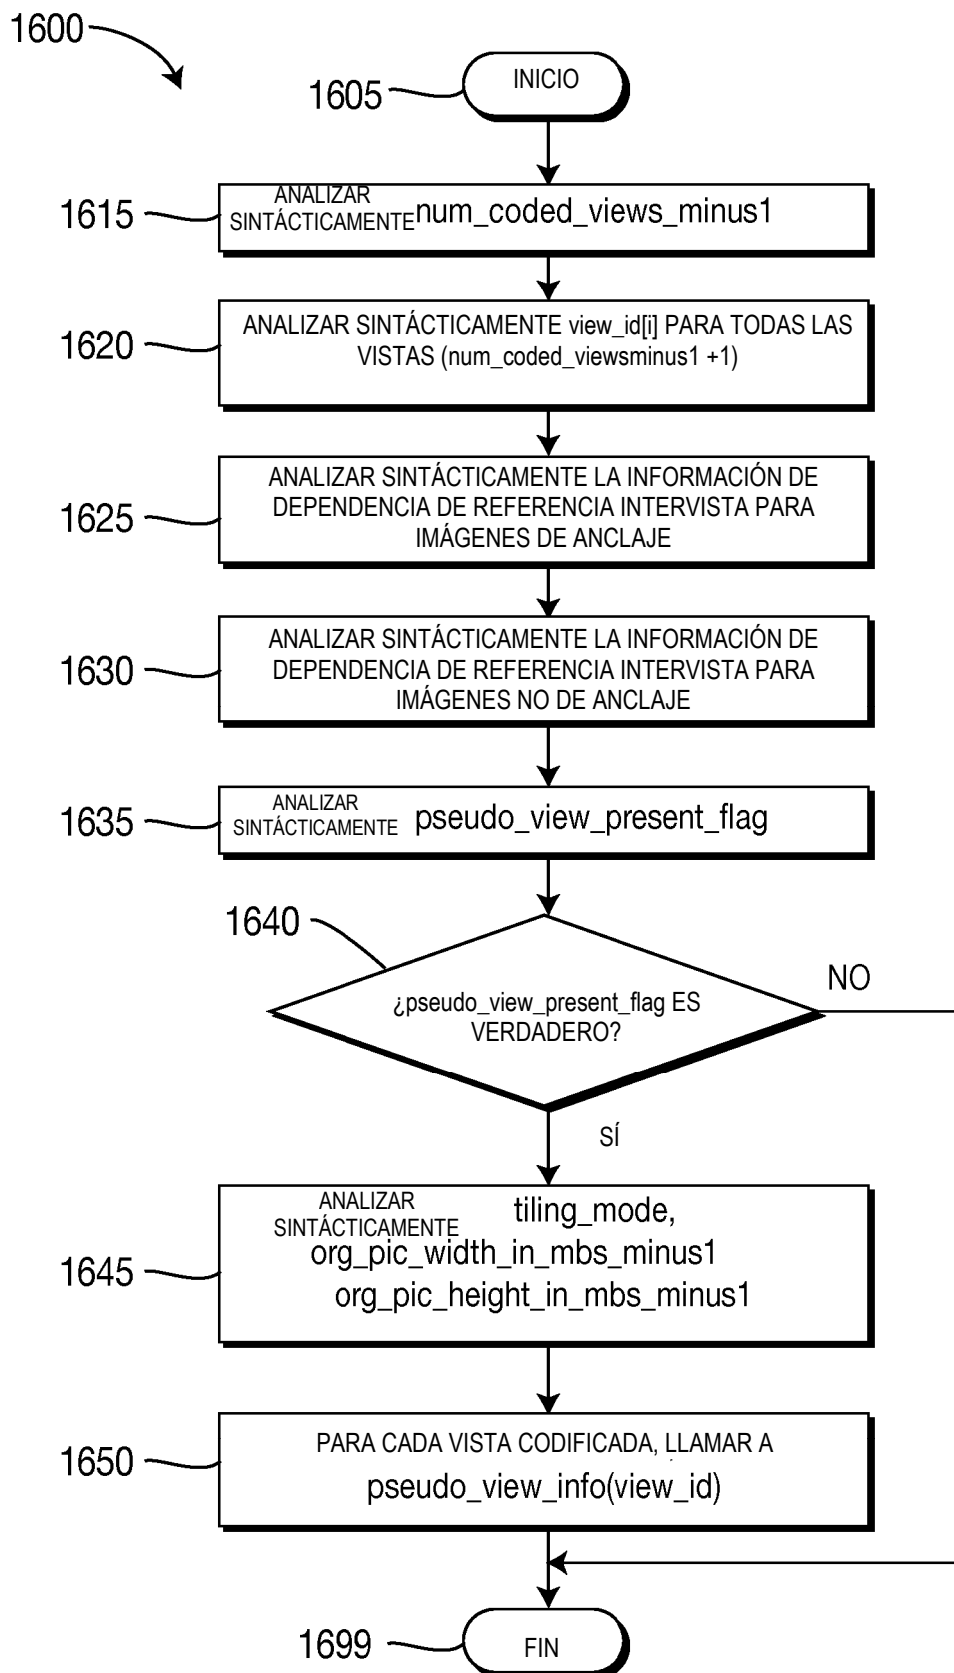 1600
1605
INICIO
1615
ANALIZAR
SINTÁCTICAMENTE num_coded_views_minus1
1620
ANALIZAR SINTÁCTICAMENTE view_id[i] PARA TODAS LAS
VISTAS (num_coded_viewsminus1 +1)
1625
ANALIZAR SINTÁCTICAMENTE LA INFORMACIÓN DE
DEPENDENCIA DE REFERENCIA INTERVISTA PARA
IMÁGENES DE ANCLAJE
1630
ANALIZAR SINTÁCTICAMENTE LA INFORMACIÓN DE
DEPENDENCIA DE REFERENCIA INTERVISTA PARA
IMÁGENES NO DE ANCLAJE
1635
ANALIZAR
SINTÁCTICAMENTE pseudo_view_present_flag
1640
¿pseudo_view_present_flag ES
VERDADERO?
NO
SÍ
1645
ANALIZAR
SINTÁCTICAMENTE tiling_mode,
org_pic_width_in_mbs_minus1
org_pic_height_in_mbs_minus1
1650
PARA CADA VISTA CODIFICADA, LLAMAR A
pseudo_view_info(view_id)
1699
FIN